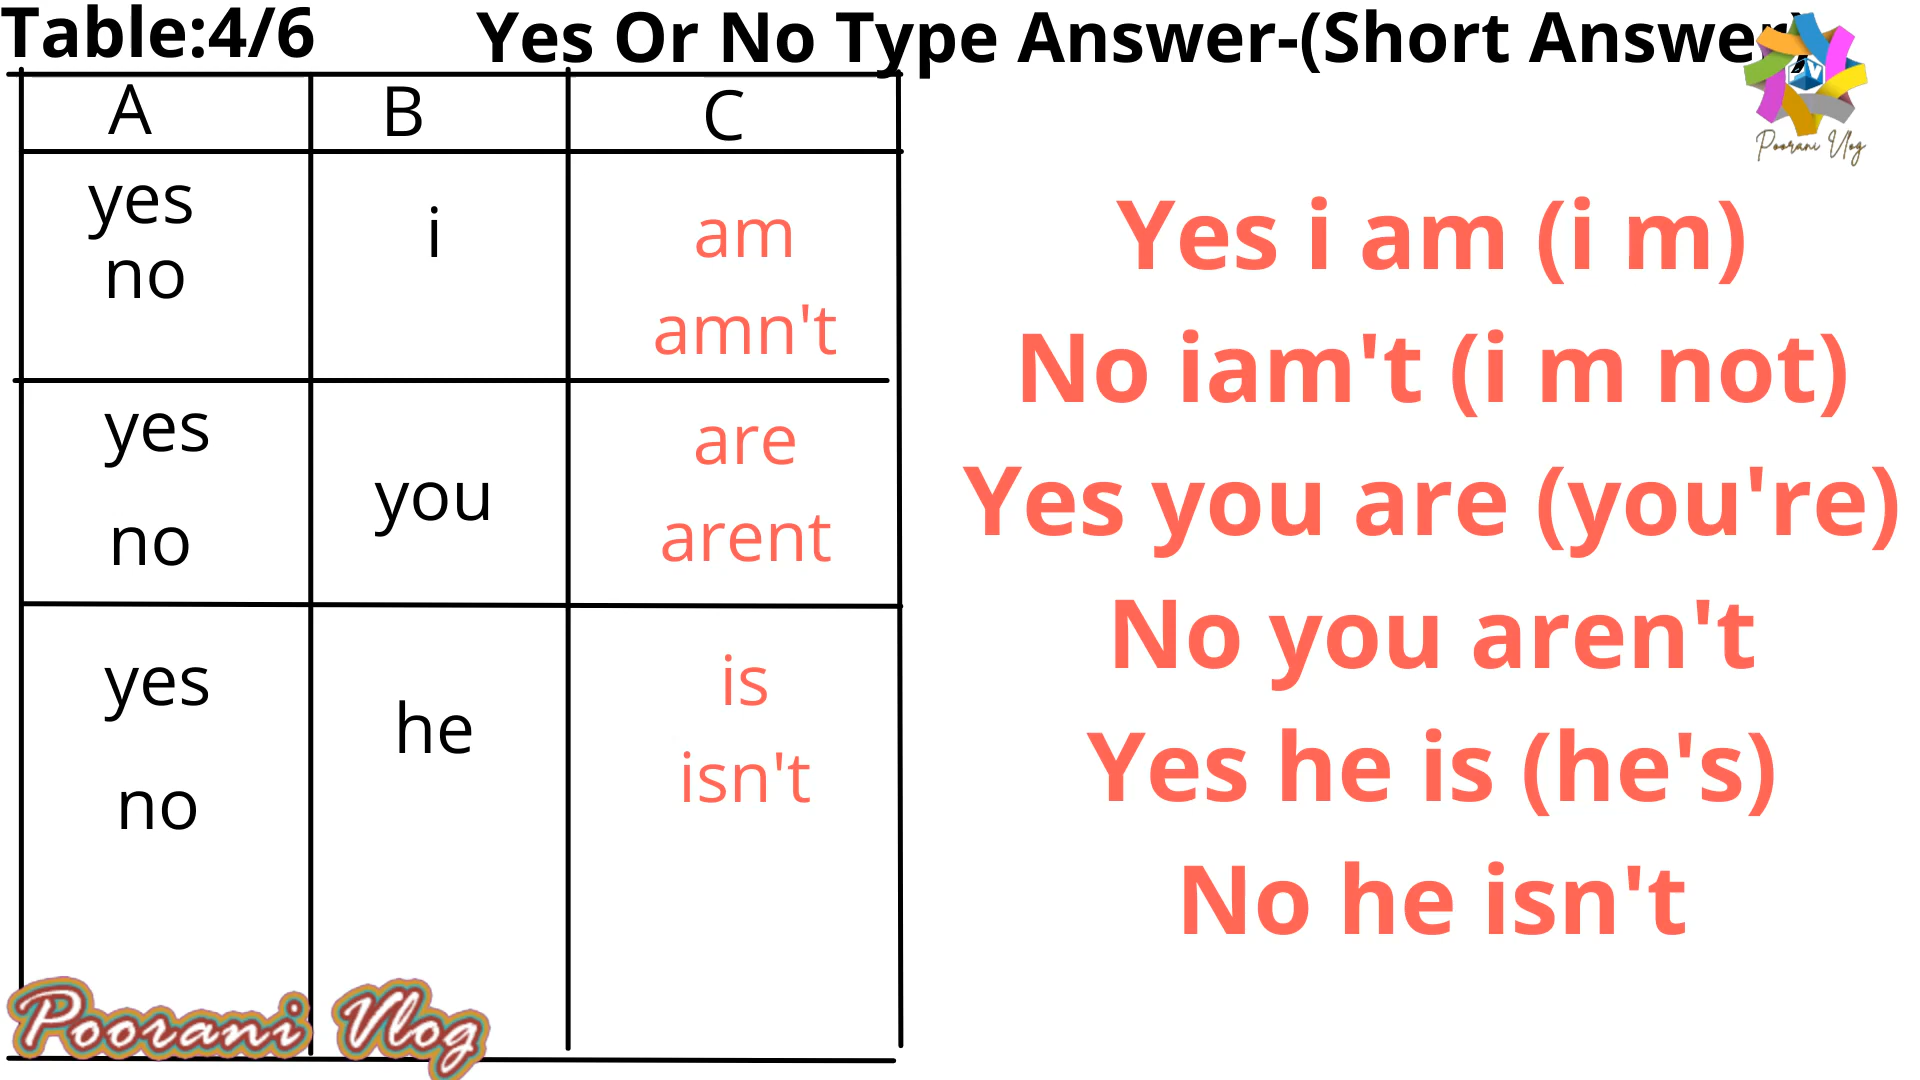 Table:4/6
Yes Or No Type Answer-(Short Answer)
A B C
yes
no
i
am
amn't
yes
no
you
are
arent
yes
no
he
is
isn't
Yes i am (i m)
No iam't (i m not)
Yes you are (you're)
No you aren't
Yes he is (he's)
No he isn't
Poorani Vlog
Poorani Vlog